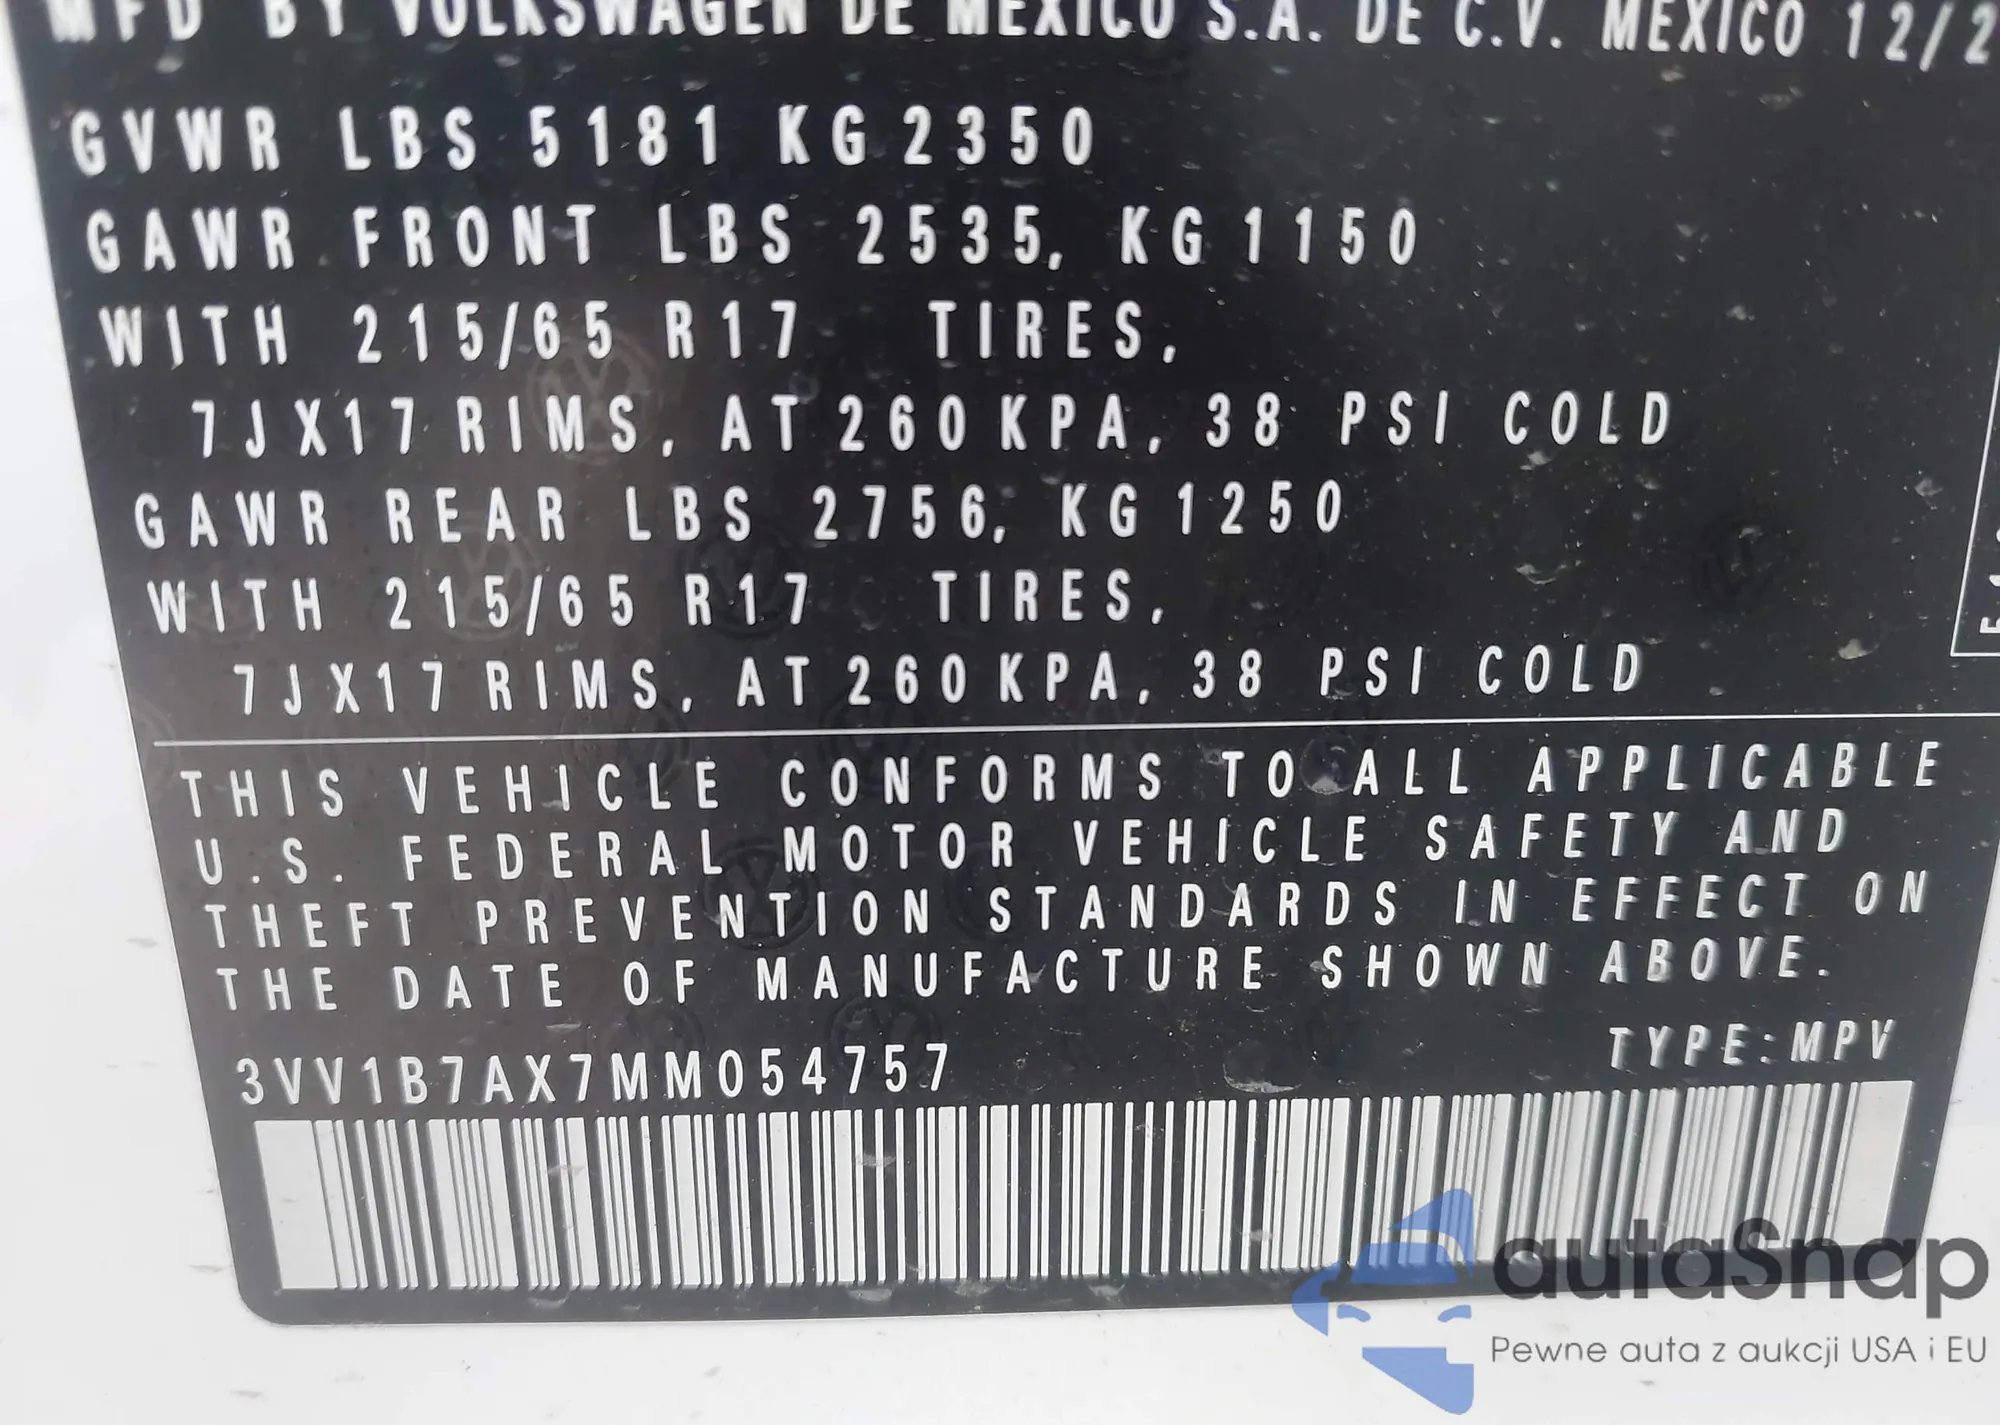 MFD BY VOLKSWAGEN DE MEXICO S.A. DE C.V. MEXICO 12/2
GVWR LBS 5181 KG 2350
GAWR FRONT LBS 2535, KG 1150
WITH 215/65 R17 TIRES,
7JX17 RIMS, AT 260 KPA, 38 PSI COLD
GAWR REAR LBS 2756, KG 1250
WITH 215/65 R17 TIRES,
7JX17 RIMS, AT 260 KPA, 38 PSI COLD
THIS VEHICLE CONFORMS TO ALL APPLICABLE
U.S. FEDERAL MOTOR VEHICLE SAFETY AND
THEFT PREVENTION STANDARDS IN EFFECT ON
THE DATE OF MANUFACTURE SHOWN ABOVE.
3VV1B7AX7MM054757
TYPE:MPV
autaSnap
Pewne auta z aukcji USA i EU